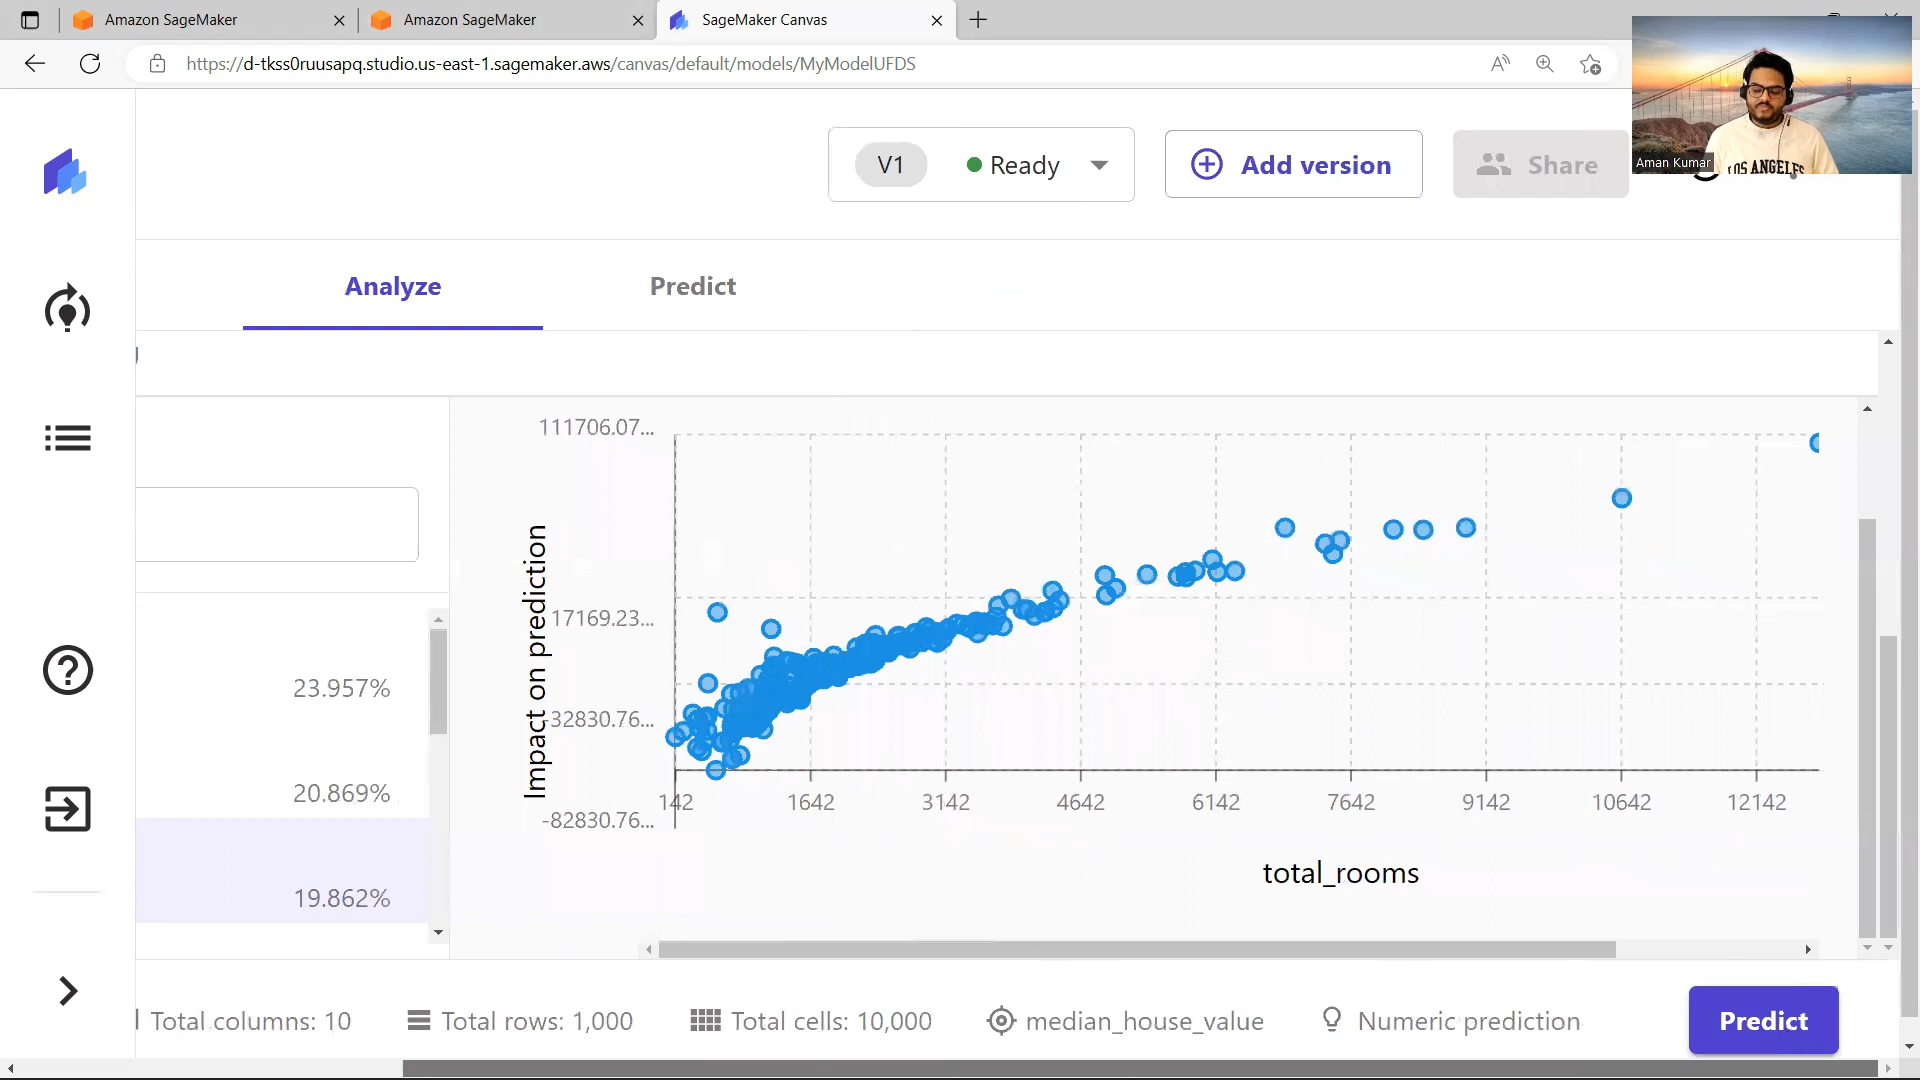 Amazon SageMaker
Amazon SageMaker
SageMaker Canvas
https://d-tkss0ruusapq.studio.us-east-1.sagemaker.aws/canvas/default/models/MyModelUFDS
Aman Kumar
LOS ANGELES
V1
Ready
Add version
Share
Analyze
Predict
23.957%
20.869%
19.862%
Impact on prediction
111706.07...
17169.23...
-32830.76...
-82830.76...
142
1642
3142
4642
6142
7642
9142
10642
12142
total_rooms
Total columns: 10
Total rows: 1,000
Total cells: 10,000
median_house_value
Numeric prediction
Predict